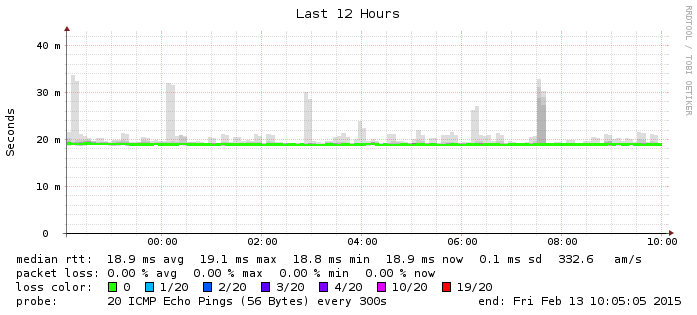 Last 12 Hours
RRDTOOL / TOBI OETIKER
Seconds
40 m
30 m
20 m
10 m
0
00:00 02:00 04:00 06:00 08:00 10:00
median rtt: 18.9 ms avg 19.1 ms max 18.8 ms min 18.9 ms now 0.1 ms sd 332.6 am/s
packet loss: 0.00 % avg 0.00 % max 0.00 % min 0.00 % now
loss color: 0 1/20 2/20 3/20 4/20 10/20 19/20
probe: 20 ICMP Echo Pings (56 Bytes) every 300s end: Fri Feb 13 10:05:05 2015